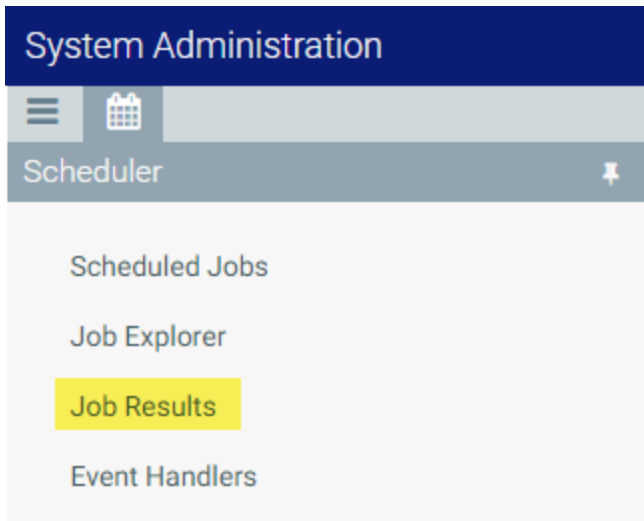 System Administration
Scheduler
Scheduled Jobs
Job Explorer
Job Results
Event Handlers